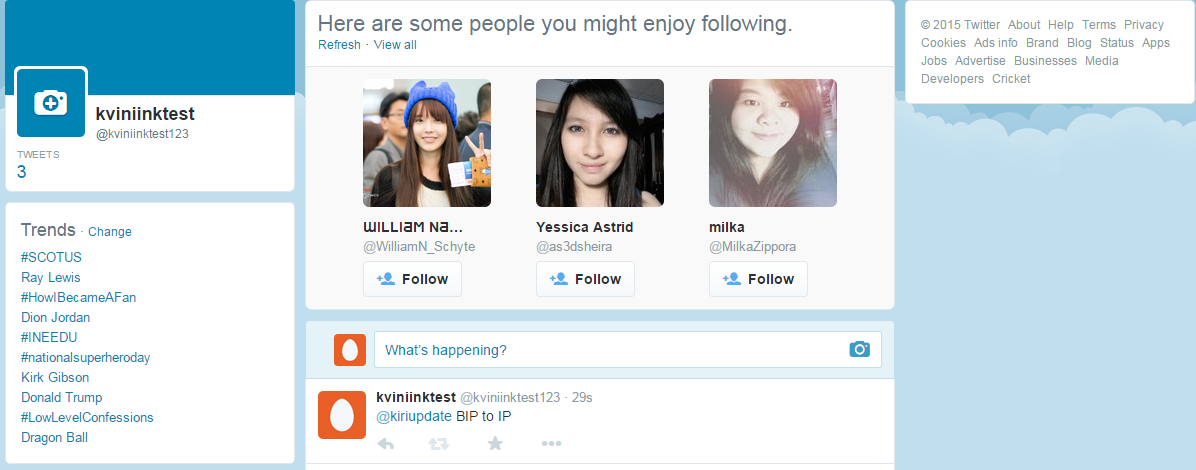 kviniinktest
@kviniinktest123
TWEETS
3
Trends · Change
#SCOTUS
Ray Lewis
#HowIBecameAFan
Dion Jordan
#INEEDU
#nationalsuperheroday
Kirk Gibson
Donald Trump
#LowLevelConfessions
Dragon Ball
Here are some people you might enjoy following.
Refresh · View all
ƜILLIƋM NƋ...
@WilliamN_Schyte
Follow
Yessica Astrid
@as3dsheira
Follow
milka
@MilkaZippora
Follow
What's happening?
kviniinktest @kviniinktest123 · 29s
@kiriupdate BIP to IP
© 2015 Twitter About Help Terms Privacy
Cookies Ads info Brand Blog Status Apps
Jobs Advertise Businesses Media
Developers Cricket